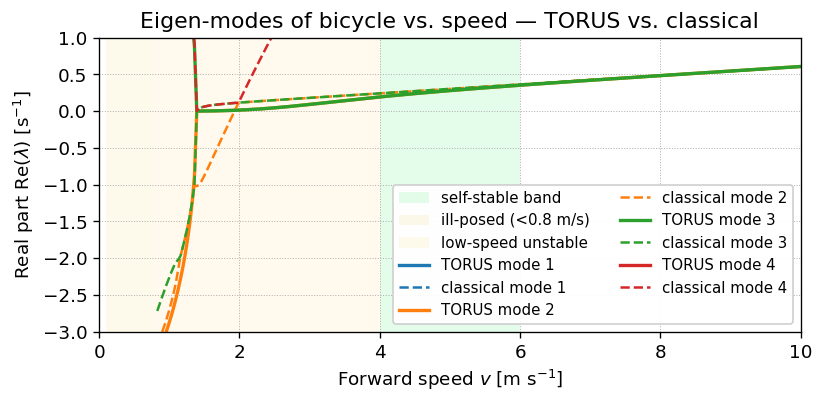 Eigen-modes of bicycle vs. speed — TORUS vs. classical
Real part Re(λ) [s⁻¹]
1.0
0.5
0.0
−0.5
−1.0
−1.5
−2.0
−2.5
−3.0
self-stable band
ill-posed (<0.8 m/s)
low-speed unstable
TORUS mode 1
classical mode 1
TORUS mode 2
classical mode 2
TORUS mode 3
classical mode 3
TORUS mode 4
classical mode 4
0 2 4 6 8 10
Forward speed v [m s⁻¹]